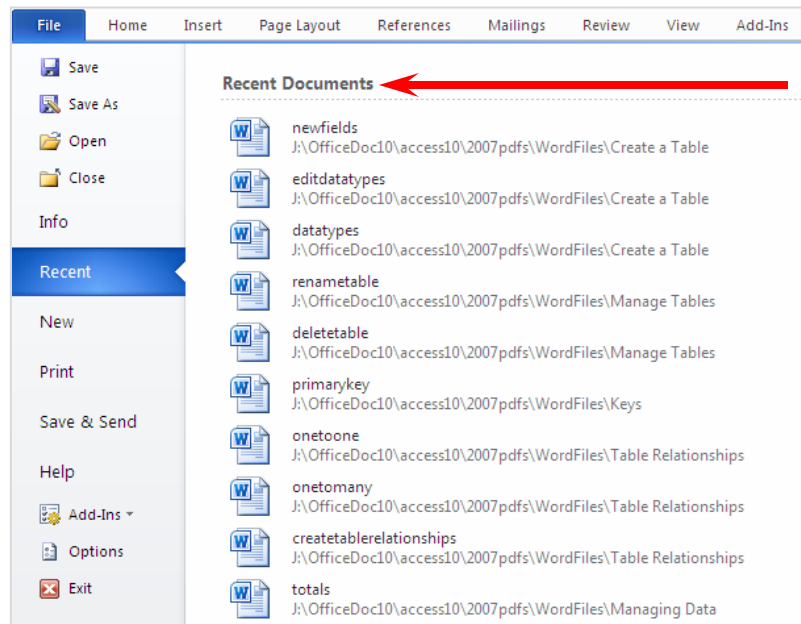 File Home Insert Page Layout References Mailings Review View Add-Ins
Save
Save As
Open
Close
Info
Recent
New
Print
Save & Send
Help
Add-Ins
Options
Exit
Recent Documents
newfields
J:\OfficeDoc10\access10\2007pdfs\WordFiles\Create a Table
editdatatypes
J:\OfficeDoc10\access10\2007pdfs\WordFiles\Create a Table
datatypes
J:\OfficeDoc10\access10\2007pdfs\WordFiles\Create a Table
renametable
J:\OfficeDoc10\access10\2007pdfs\WordFiles\Manage Tables
deletetable
J:\OfficeDoc10\access10\2007pdfs\WordFiles\Manage Tables
primarykey
J:\OfficeDoc10\access10\2007pdfs\WordFiles\Keys
onetoone
J:\OfficeDoc10\access10\2007pdfs\WordFiles\Table Relationships
onetomany
J:\OfficeDoc10\access10\2007pdfs\WordFiles\Table Relationships
createtablerelationships
J:\OfficeDoc10\access10\2007pdfs\WordFiles\Table Relationships
totals
J:\OfficeDoc10\access10\2007pdfs\WordFiles\Managing Data